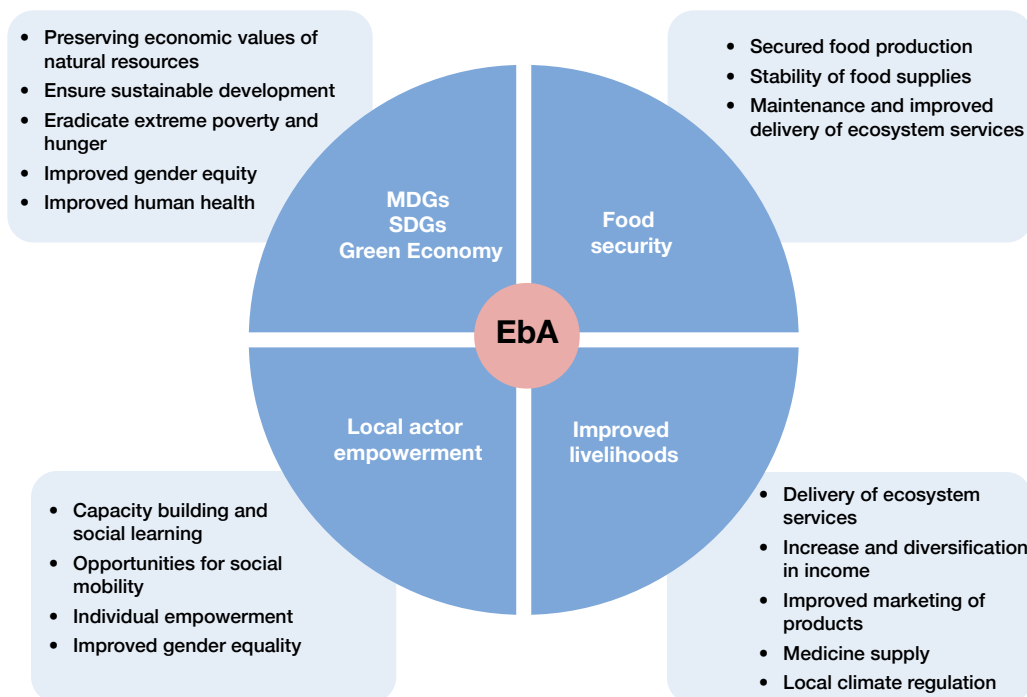 • Preserving economic values of
natural resources
• Ensure sustainable development
• Eradicate extreme poverty and
hunger
• Improved gender equity
• Improved human health
• Secured food production
• Stability of food supplies
• Maintenance and improved
delivery of ecosystem services
MDGs
SDGs
Green Economy
Food
security
EbA
Local actor
empowerment
Improved
livelihoods
• Capacity building and
social learning
• Opportunities for social
mobility
• Individual empowerment
• Improved gender equality
• Delivery of ecosystem
services
• Increase and diversification
in income
• Improved marketing of
products
• Medicine supply
• Local climate regulation